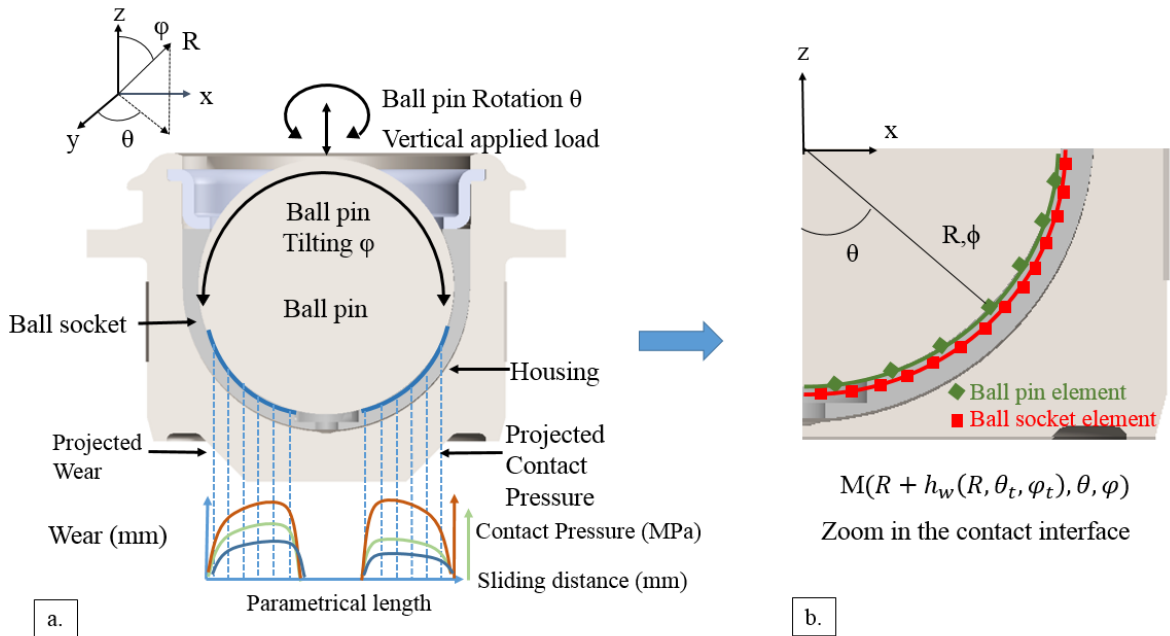 z
φ
R
x
y
θ
Ball pin Rotation θ
Vertical applied load
Ball pin
Tilting φ
Ball pin
Ball socket
Housing
Projected
Wear
Projected
Contact
Pressure
Wear (mm)
Contact Pressure (MPa)
Sliding distance (mm)
Parametrical length
a.
z
x
R,ϕ
θ
Ball pin element
Ball socket element
M(R + h_w(R, θ_t, φ_t), θ, φ)
Zoom in the contact interface
b.